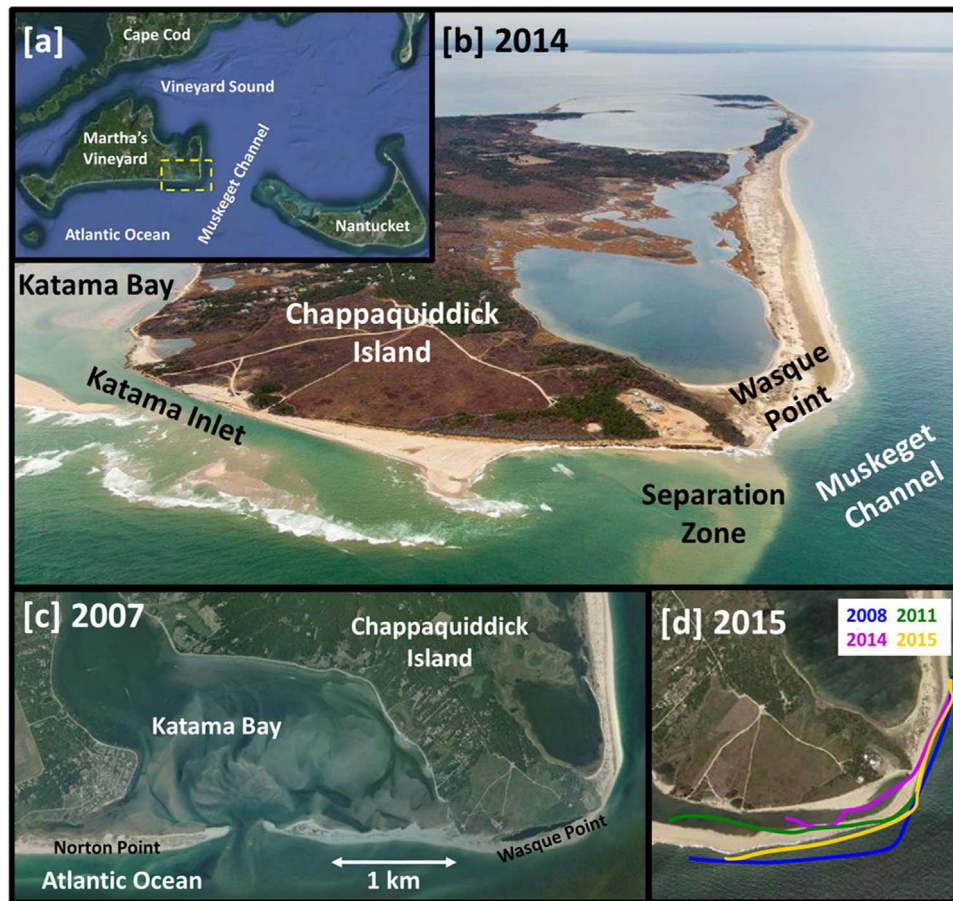 [a]
Cape Cod
Vineyard Sound
Martha's
Vineyard
Muskeget Channel
Atlantic Ocean
Nantucket
[b] 2014
Katama Bay
Chappaquiddick
Island
Katama Inlet
Wasque
Point
Separation
Zone
Muskeget
Channel
[c] 2007
Chappaquiddick
Island
Katama Bay
Norton Point
Wasque Point
Atlantic Ocean
1 km
[d] 2015
2008 2011
2014 2015